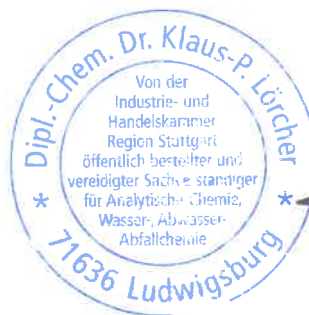 Dipl.-Chem. Dr. Klaus-P. Lörcher
Von der
Industrie- und
Handelskammer
Region Stuttgart
öffentlich bestellter und
vereidigter Sachverständiger
für Analytische Chemie,
Wasser-, Abwasser-
Abfallchemie
* 71636 Ludwigsburg *